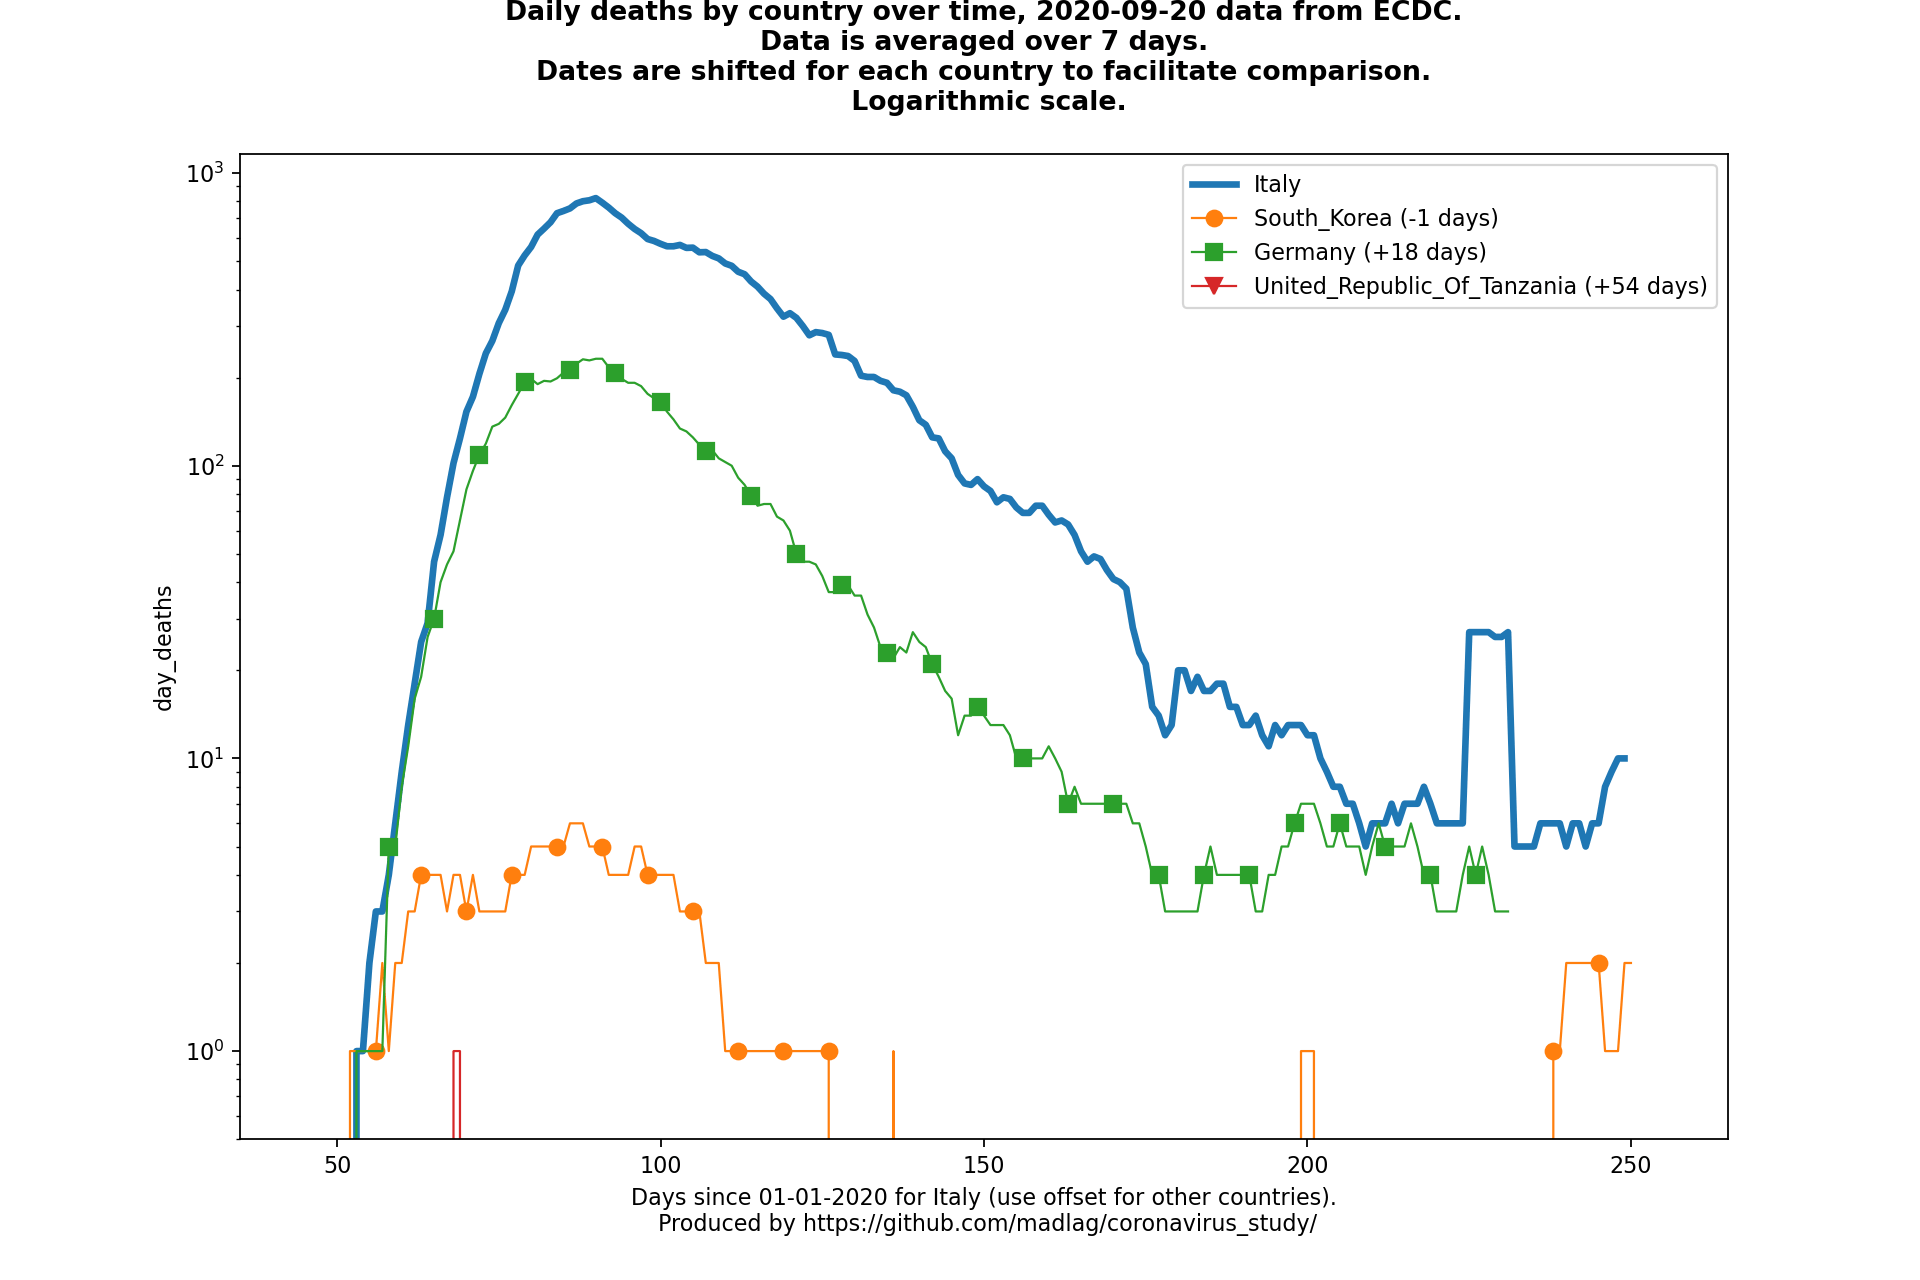 Daily deaths by country over time, 2020-09-20 data from ECDC.
Data is averaged over 7 days.
Dates are shifted for each country to facilitate comparison.
Logarithmic scale.
10³
10²
10¹
10⁰
day_deaths
Italy
South_Korea (-1 days)
Germany (+18 days)
United_Republic_Of_Tanzania (+54 days)
50 100 150 200 250
Days since 01-01-2020 for Italy (use offset for other countries).
Produced by https://github.com/madlag/coronavirus_study/